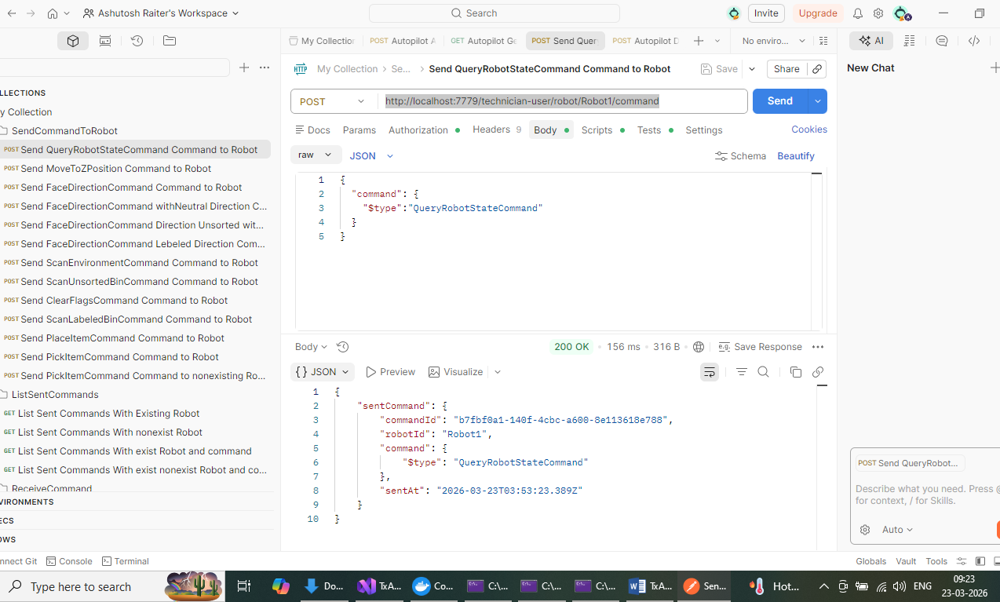 Ashutosh Raiter's Workspace
Search
Invite
Upgrade
My Collection
POST Autopilot A
GET Autopilot Ge
POST Send Quer
POST Autopilot D
No enviro...
AI
LLECTIONS
y Collection
SendCommandToRobot
POST Send QueryRobotStateCommand Command to Robot
POST Send MoveToZPosition Command to Robot
POST Send FaceDirectionCommand Command to Robot
POST Send FaceDirectionCommand withNeutral Direction C...
POST Send FaceDirectionCommand Direction Unsorted wit...
POST Send FaceDirectionCommand Lebeled Direction Com...
POST Send ScanEnvironmentCommand Command to Robot
POST Send ScanUnsortedBinCommand Command to Robot
POST Send ClearFlagsCommand Command to Robot
POST Send ScanLabeledBinCommand Command to Robot
POST Send PlaceItemCommand Command to Robot
POST Send PickItemCommand Command to Robot
POST Send PickItemCommand Command to nonexisting Ro...
ListSentCommands
GET List Sent Commands With Existing Robot
GET List Sent Commands With nonexist Robot
GET List Sent Commands With exist Robot and command
GET List Sent Commands With exist nonexist Robot and co...
ReceiveCommand
VIRONMENTS
ECS
OWS
HTTP My Collection > Se... > Send QueryRobotStateCommand Command to Robot
Save
Share
POST
http://localhost:7779/technician-user/robot/Robot1/command
Send
Docs Params Authorization Headers 9 Body Scripts Tests Settings
Cookies
raw
JSON
Schema
Beautify
1 {
2 "command": {
3 "$type":"QueryRobotStateCommand"
4 }
5 }
Body
200 OK
156 ms
316 B
e.g. Save Response
{} JSON
Preview
Visualize
1 {
2 "sentCommand": {
3 "commandId": "b7fbf0a1-140f-4cbc-a600-8e113618e788",
4 "robotId": "Robot1",
5 "command": {
6 "$type": "QueryRobotStateCommand"
7 },
8 "sentAt": "2026-03-23T03:53:23.389Z"
9 }
10 }
New Chat
POST Send QueryRobot...
Describe what you need. Press @
for context, / for Skills.
Auto
nnect Git
Console
Terminal
Globals
Vault
Tools
Type here to search
Do...
TxA...
Co...
C:\...
C:\...
C:\...
TxA...
Sen...
Hot...
ENG
09:23
23-03-2026